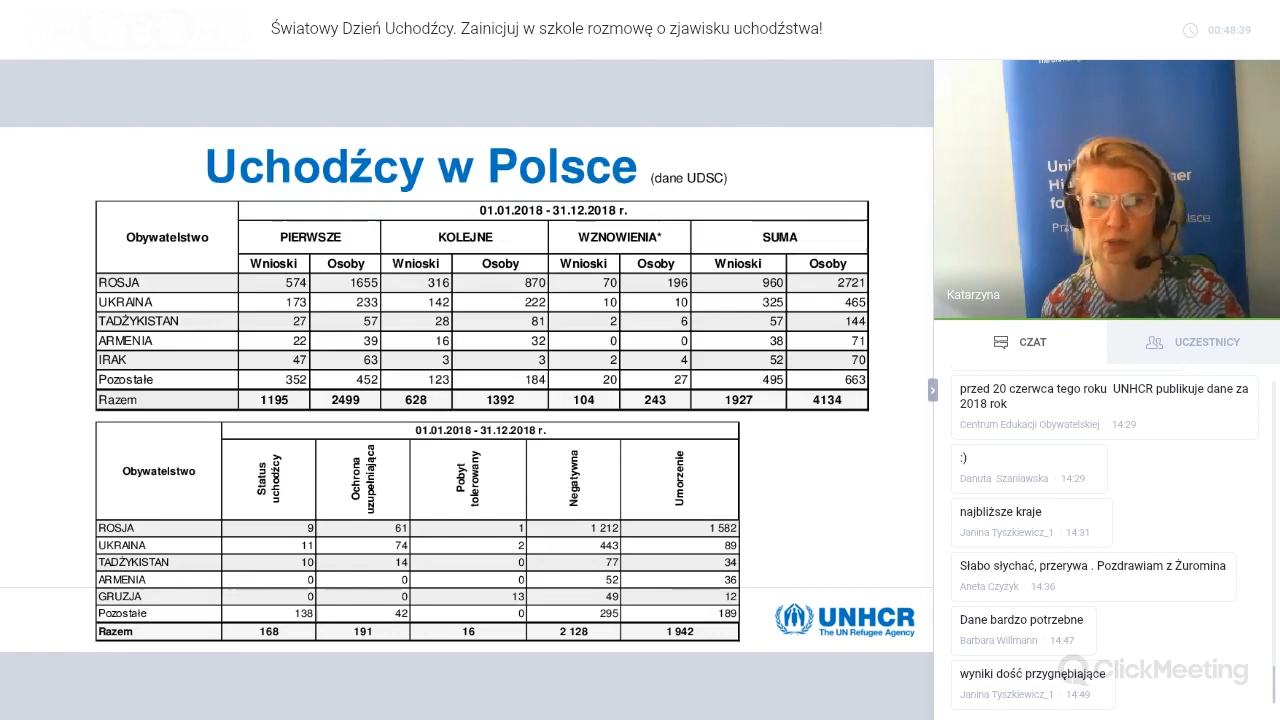 Światowy Dzień Uchodźcy. Zainicjuj w szkole rozmowę o zjawisku uchodźstwa!
00:48:39
Uchodźcy w Polsce (dane UDSC)
Obywatelstwo 01.01.2018 - 31.12.2018 r.
PIERWSZE KOLEJNE WZNOWIENIA* SUMA
Wnioski Osoby Wnioski Osoby Wnioski Osoby Wnioski Osoby
ROSJA 574 1655 316 870 70 196 960 2721
UKRAINA 173 233 142 222 10 10 325 465
TADŻYKISTAN 27 57 28 81 2 6 57 144
ARMENIA 22 39 16 32 0 0 38 71
IRAK 47 63 3 3 2 4 52 70
Pozostałe 352 452 123 184 20 27 495 663
Razem 1195 2499 628 1392 104 243 1927 4134
Obywatelstwo 01.01.2018 - 31.12.2018 r.
Status uchodźcy Ochrona uzupełniająca Pobyt tolerowany Negatywna Umorzenie
ROSJA 9 61 1 1 212 1 582
UKRAINA 11 74 2 443 89
TADŻYKISTAN 10 14 0 77 34
ARMENIA 0 0 0 52 36
GRUZJA 0 0 13 49 12
Pozostałe 138 42 0 295 189
Razem 168 191 16 2 128 1 942
UNHCR
The UN Refugee Agency
Katarzyna
CZAT UCZESTNICY
przed 20 czerwca tego roku UNHCR publikuje dane za
2018 rok
Centrum Edukacji Obywatelskiej 14:29
:)
Danuta Szaniawska 14:29
najbliższe kraje
Janina Tyszkiewicz_1 14:31
Słabo słychać, przerywa . Pozdrawiam z Żuromina
Aneta Czyżyk 14:36
Dane bardzo potrzebne
Barbara Willmann 14:47
wyniki dość przygnębiające
Janina Tyszkiewicz_1 14:49
ClickMeeting